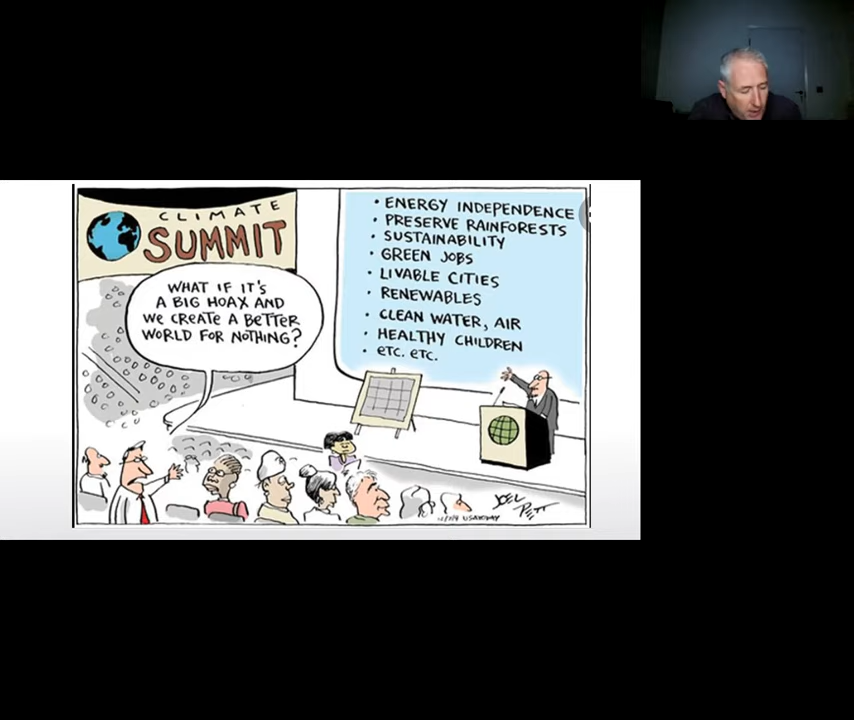 CLIMATE
SUMMIT
WHAT IF IT'S
A BIG HOAX AND
WE CREATE A BETTER
WORLD FOR NOTHING?
• ENERGY INDEPENDENCE
• PRESERVE RAINFORESTS
• SUSTAINABILITY
• GREEN JOBS
• LIVABLE CITIES
• RENEWABLES
• CLEAN WATER, AIR
• HEALTHY CHILDREN
• ETC. ETC.
JOEL
PETT
USA TODAY